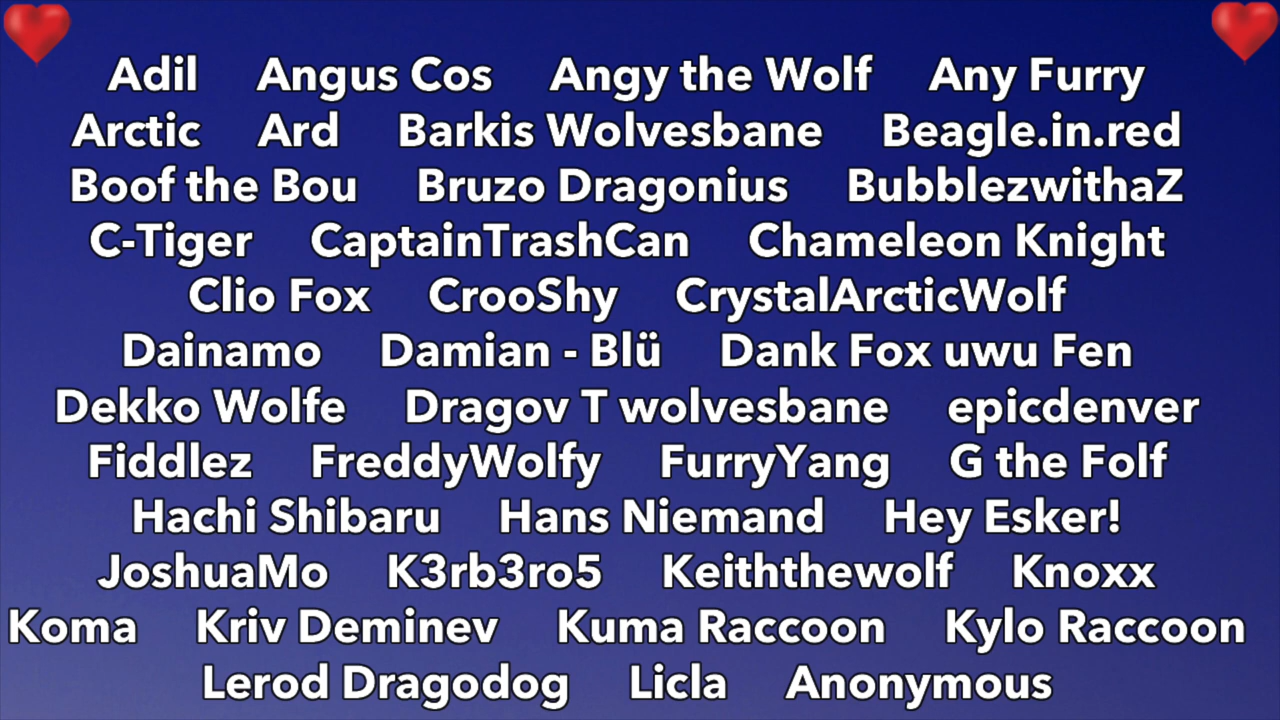 Adil Angus Cos Angy the Wolf Any Furry
Arctic Ard Barkis Wolvesbane Beagle.in.red
Boof the Bou Bruzo Dragonius BubblezwithaZ
C-Tiger CaptainTrashCan Chameleon Knight
Clio Fox CrooShy CrystalArcticWolf
Dainamo Damian - Blü Dank Fox uwu Fen
Dekko Wolfe Dragov T wolvesbane epicdenver
Fiddlez FreddyWolfy FurryYang G the Folf
Hachi Shibaru Hans Niemand Hey Esker!
JoshuaMo K3rb3ro5 Keiththewolf Knoxx
Koma Kriv Deminev Kuma Raccoon Kylo Raccoon
Lerod Dragodog Licla Anonymous